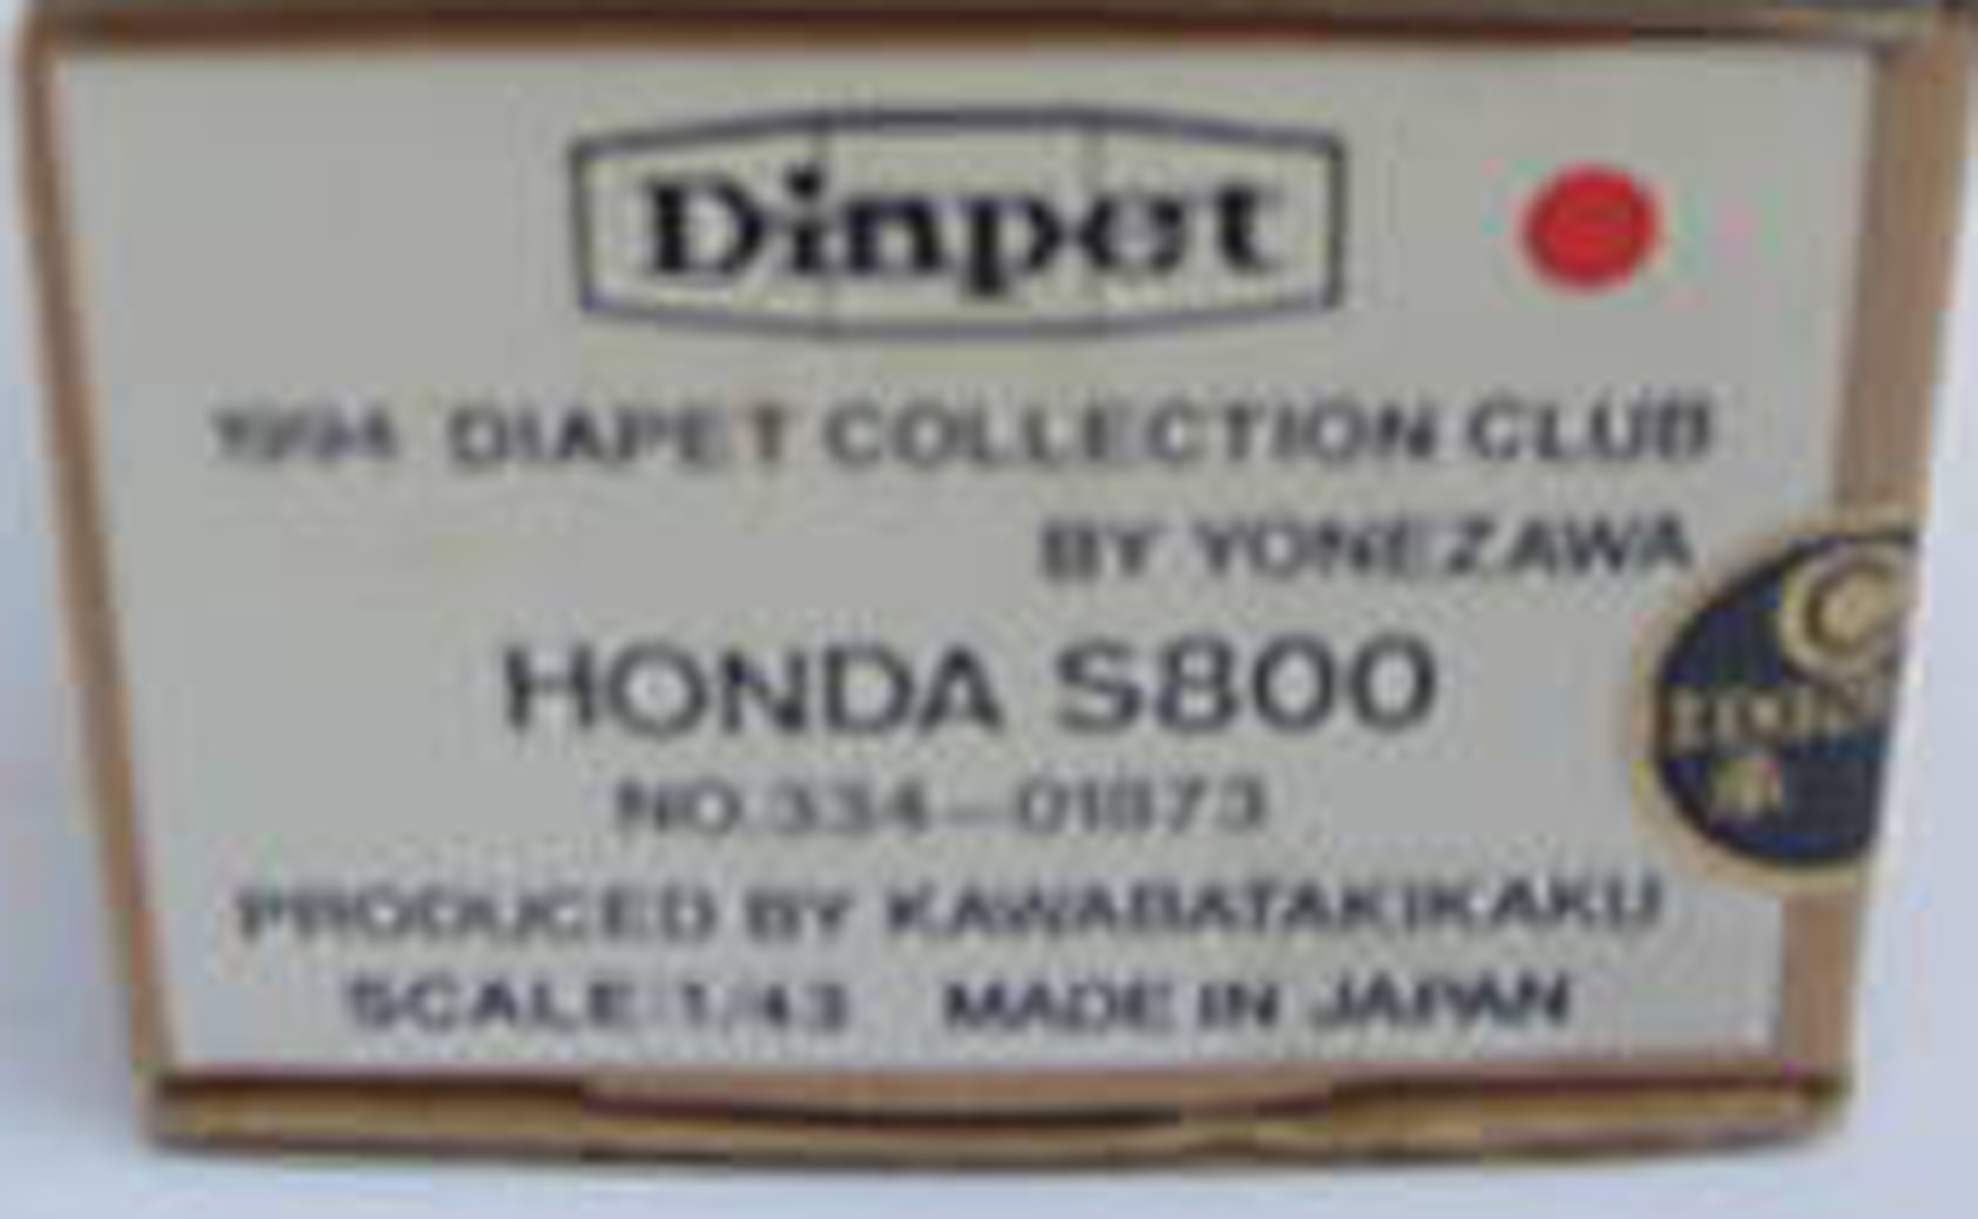 Diapet
1994 DIAPET COLLECTION CLUB
BY YONEZAWA
HONDA S800
NO.334-01873
PRODUCED BY KAWABATAKIKAKU
SCALE:1/43 MADE IN JAPAN